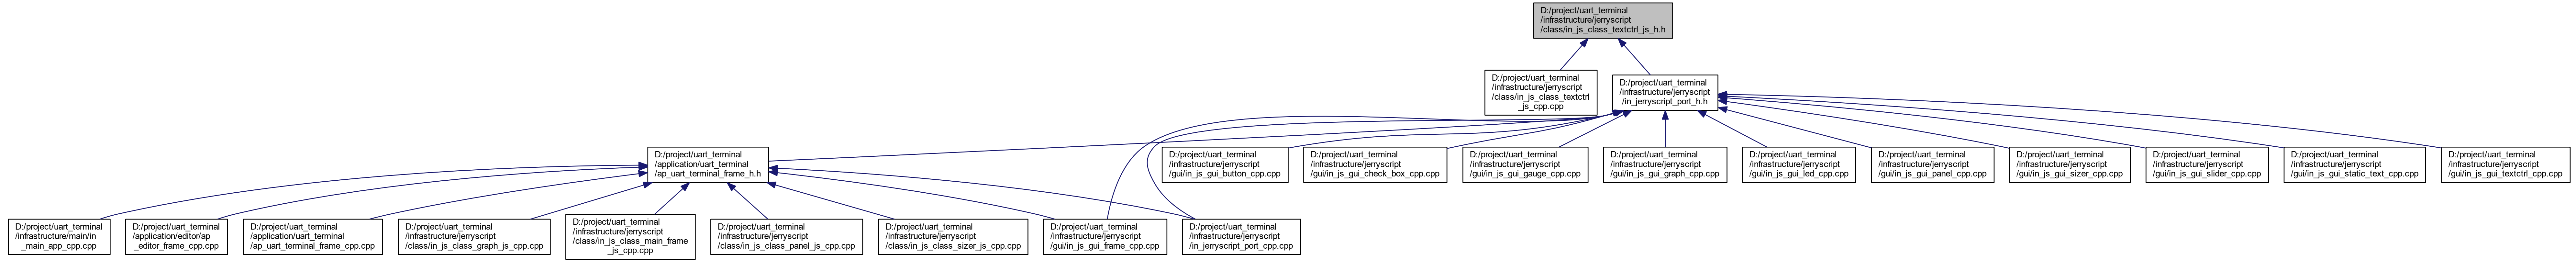 D:/project/uart_terminal
/infrastructure/jerryscript
/class/in_js_class_textctrl_js_h.h
D:/project/uart_terminal
/infrastructure/jerryscript
/class/in_js_class_textctrl
_js_cpp.cpp
D:/project/uart_terminal
/infrastructure/jerryscript
/in_jerryscript_port_h.h
D:/project/uart_terminal
/application/uart_terminal
/ap_uart_terminal_frame_h.h
D:/project/uart_terminal
/infrastructure/jerryscript
/gui/in_js_gui_button_cpp.cpp
D:/project/uart_terminal
/infrastructure/jerryscript
/gui/in_js_gui_check_box_cpp.cpp
D:/project/uart_terminal
/infrastructure/jerryscript
/gui/in_js_gui_gauge_cpp.cpp
D:/project/uart_terminal
/infrastructure/jerryscript
/gui/in_js_gui_graph_cpp.cpp
D:/project/uart_terminal
/infrastructure/jerryscript
/gui/in_js_gui_led_cpp.cpp
D:/project/uart_terminal
/infrastructure/jerryscript
/gui/in_js_gui_panel_cpp.cpp
D:/project/uart_terminal
/infrastructure/jerryscript
/gui/in_js_gui_sizer_cpp.cpp
D:/project/uart_terminal
/infrastructure/jerryscript
/gui/in_js_gui_slider_cpp.cpp
D:/project/uart_terminal
/infrastructure/jerryscript
/gui/in_js_gui_static_text_cpp.cpp
D:/project/uart_terminal
/infrastructure/jerryscript
/gui/in_js_gui_textctrl_cpp.cpp
D:/project/uart_terminal
/infrastructure/main/in
_main_app_cpp.cpp
D:/project/uart_terminal
/application/editor/ap
_editor_frame_cpp.cpp
D:/project/uart_terminal
/application/uart_terminal
/ap_uart_terminal_frame_cpp.cpp
D:/project/uart_terminal
/infrastructure/jerryscript
/class/in_js_class_graph_js_cpp.cpp
D:/project/uart_terminal
/infrastructure/jerryscript
/class/in_js_class_main_frame
_js_cpp.cpp
D:/project/uart_terminal
/infrastructure/jerryscript
/class/in_js_class_panel_js_cpp.cpp
D:/project/uart_terminal
/infrastructure/jerryscript
/class/in_js_class_sizer_js_cpp.cpp
D:/project/uart_terminal
/infrastructure/jerryscript
/gui/in_js_gui_frame_cpp.cpp
D:/project/uart_terminal
/infrastructure/jerryscript
/in_jerryscript_port_cpp.cpp